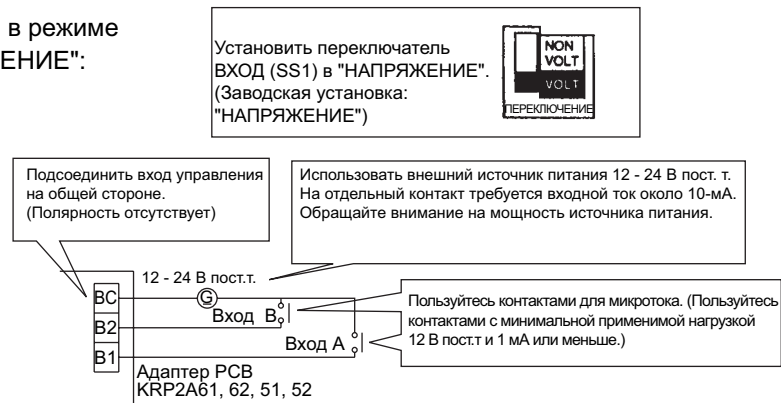 в режиме
ЕНИЕ":
Установить переключатель
ВХОД (SS1) в "НАПРЯЖЕНИЕ".
(Заводская установка:
"НАПРЯЖЕНИЕ")
NON
VOLT
VOLT
ПЕРЕКЛЮЧЕНИЕ
Подсоединить вход управления
на общей стороне.
(Полярность отсутствует)
Использовать внешний источник питания 12 - 24 В пост. т.
На отдельный контакт требуется входной ток около 10-мА.
Обращайте внимание на мощность источника питания.
12 - 24 В пост.т.
BC
G
Вход В
B2
Вход А
B1
Пользуйтесь контактами для микротока. (Пользуйтесь
контактами с минимальной применимой нагрузкой
12 В пост.т и 1 мА или меньше.)
Адаптер PCB
KRP2A61, 62, 51, 52